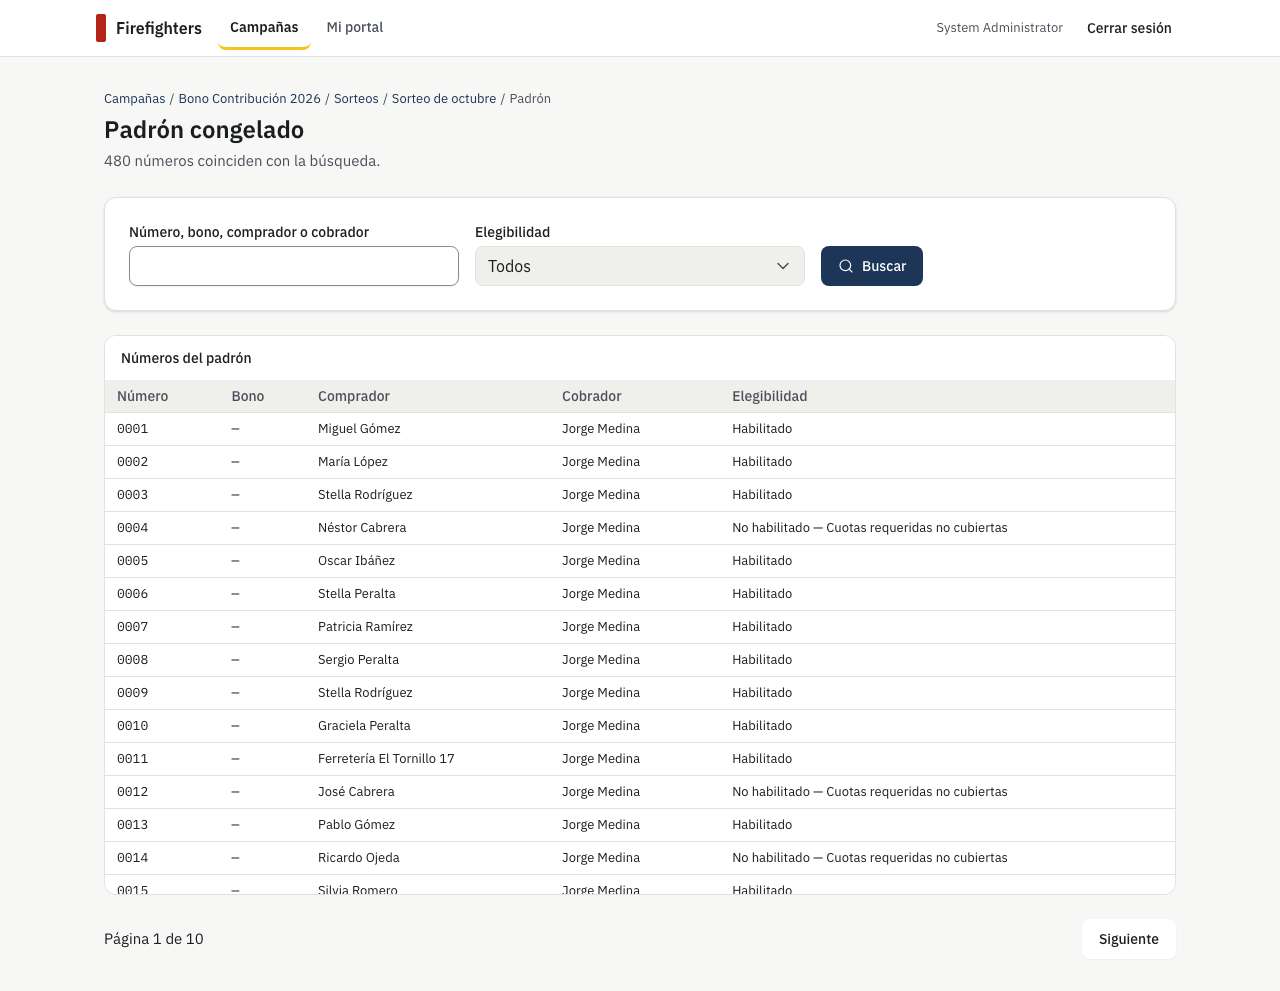 Firefighters Campañas Mi portal System Administrator Cerrar sesión
Campañas / Bono Contribución 2026 / Sorteos / Sorteo de octubre / Padrón
Padrón congelado
480 números coinciden con la búsqueda.
Número, bono, comprador o cobrador Elegibilidad
Todos Buscar
Números del padrón
Número Bono Comprador Cobrador Elegibilidad
0001 — Miguel Gómez Jorge Medina Habilitado
0002 — María López Jorge Medina Habilitado
0003 — Stella Rodríguez Jorge Medina Habilitado
0004 — Néstor Cabrera Jorge Medina No habilitado — Cuotas requeridas no cubiertas
0005 — Oscar Ibáñez Jorge Medina Habilitado
0006 — Stella Peralta Jorge Medina Habilitado
0007 — Patricia Ramírez Jorge Medina Habilitado
0008 — Sergio Peralta Jorge Medina Habilitado
0009 — Stella Rodríguez Jorge Medina Habilitado
0010 — Graciela Peralta Jorge Medina Habilitado
0011 — Ferretería El Tornillo 17 Jorge Medina Habilitado
0012 — José Cabrera Jorge Medina No habilitado — Cuotas requeridas no cubiertas
0013 — Pablo Gómez Jorge Medina Habilitado
0014 — Ricardo Ojeda Jorge Medina No habilitado — Cuotas requeridas no cubiertas
0015 — Silvia Romero Jorge Medina Habilitado
Página 1 de 10 Siguiente